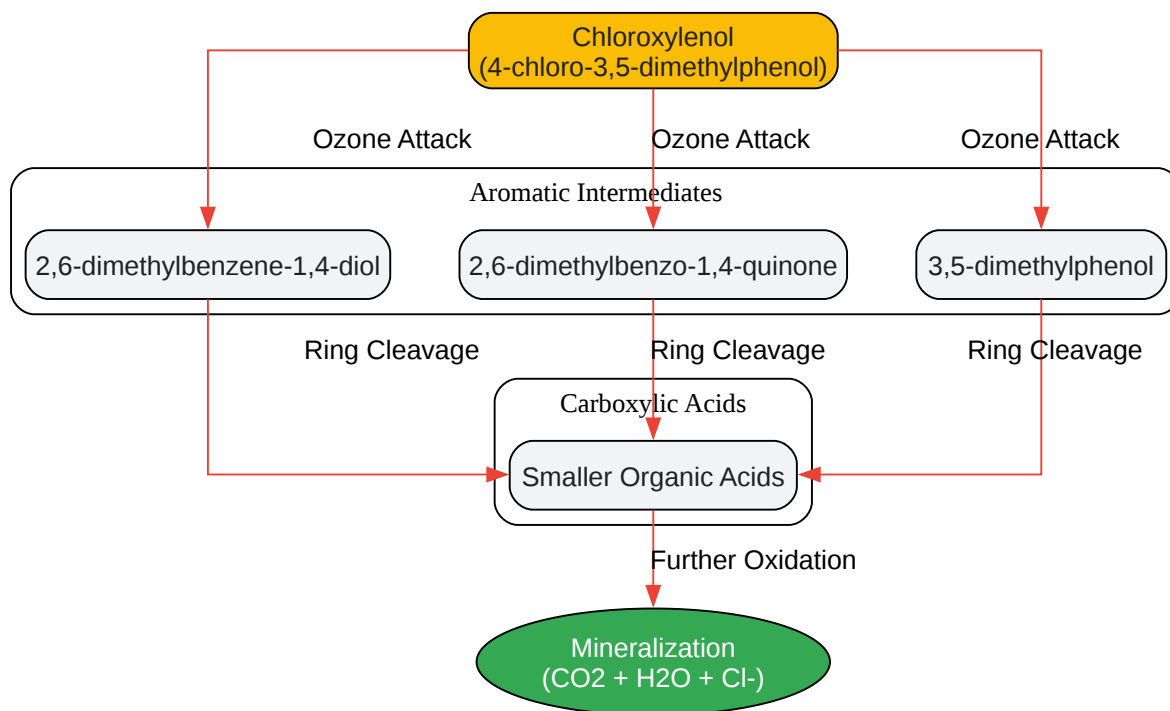 Chloroxylenol
(4-chloro-3,5-dimethylphenol)
Ozone Attack
Ozone Attack
Ozone Attack
Aromatic Intermediates
2,6-dimethylbenzene-1,4-diol
2,6-dimethylbenzo-1,4-quinone
3,5-dimethylphenol
Ring Cleavage
Ring Cleavage
Ring Cleavage
Carboxylic Acids
Smaller Organic Acids
Further Oxidation
Mineralization
(CO2 + H2O + Cl-)